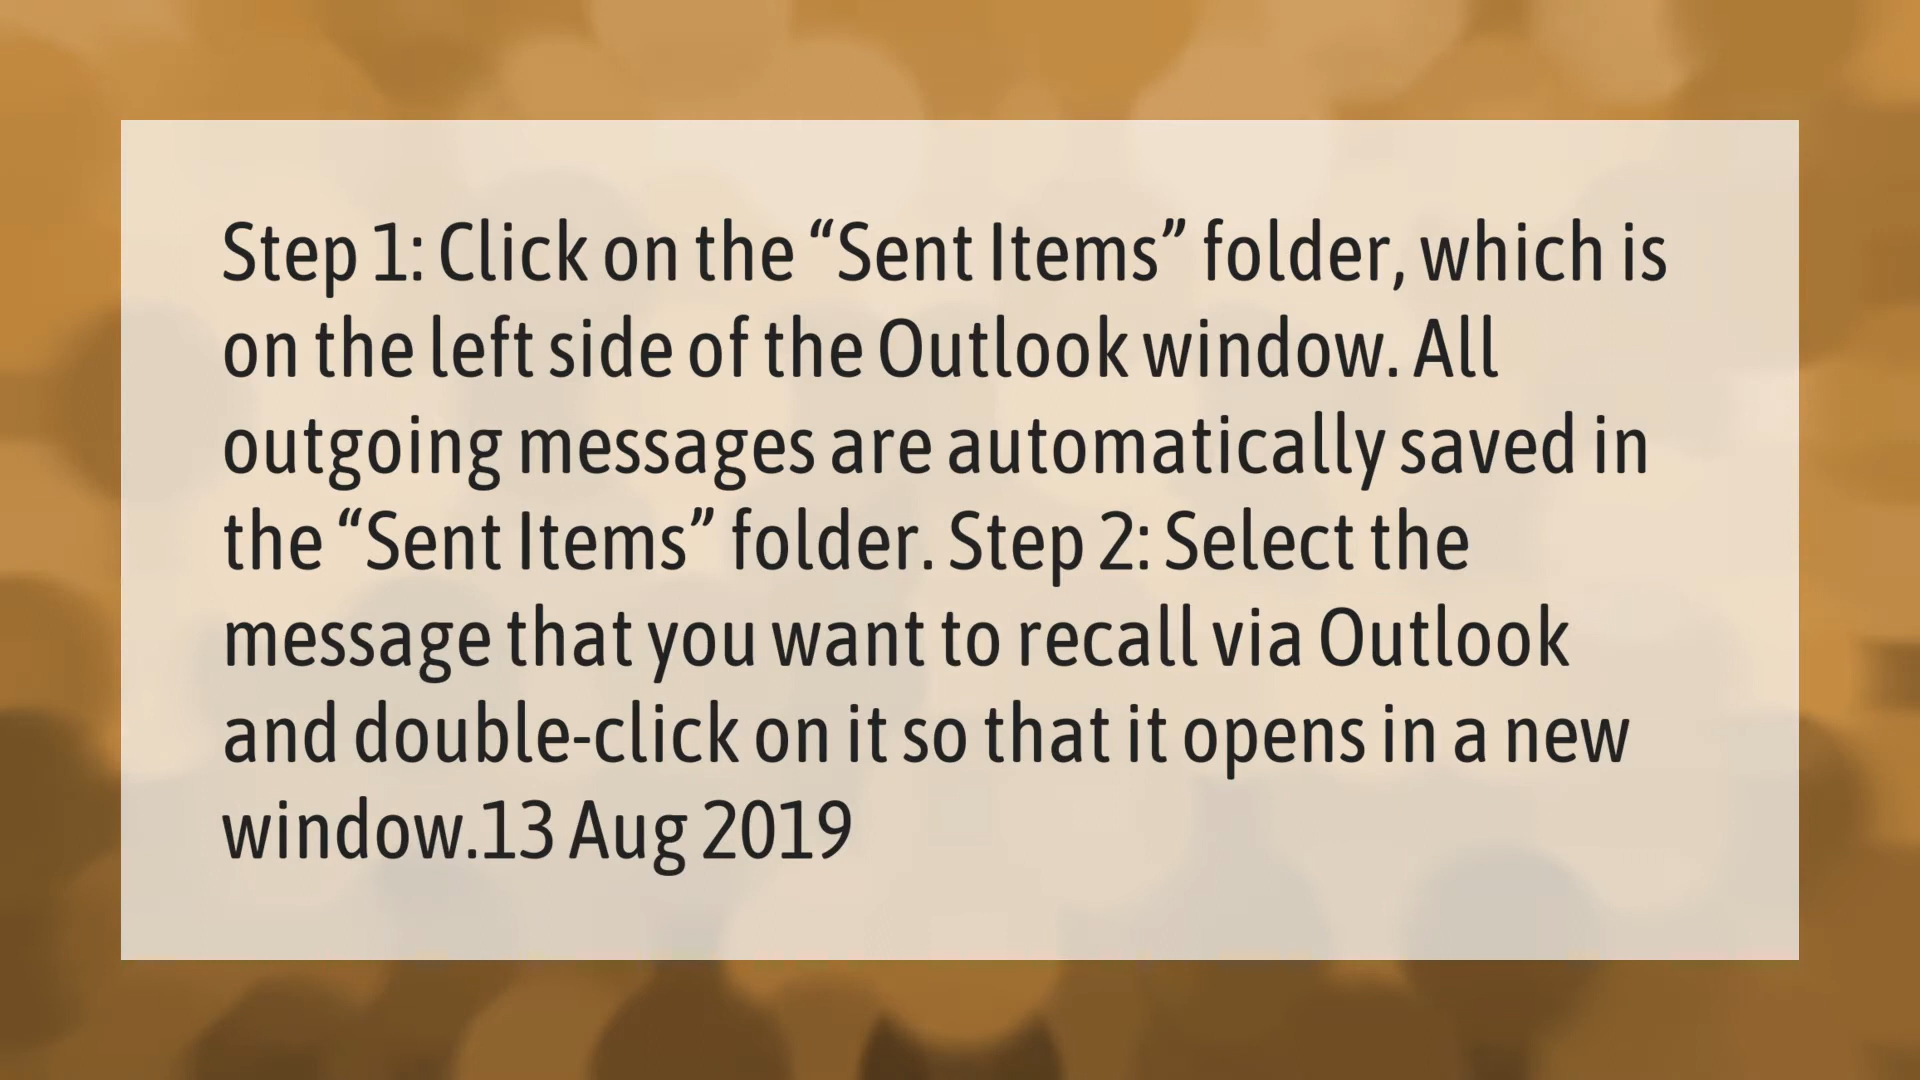 Step 1: Click on the “Sent Items” folder, which is
on the left side of the Outlook window. All
outgoing messages are automatically saved in
the “Sent Items” folder. Step 2: Select the
message that you want to recall via Outlook
and double-click on it so that it opens in a new
window.13 Aug 2019